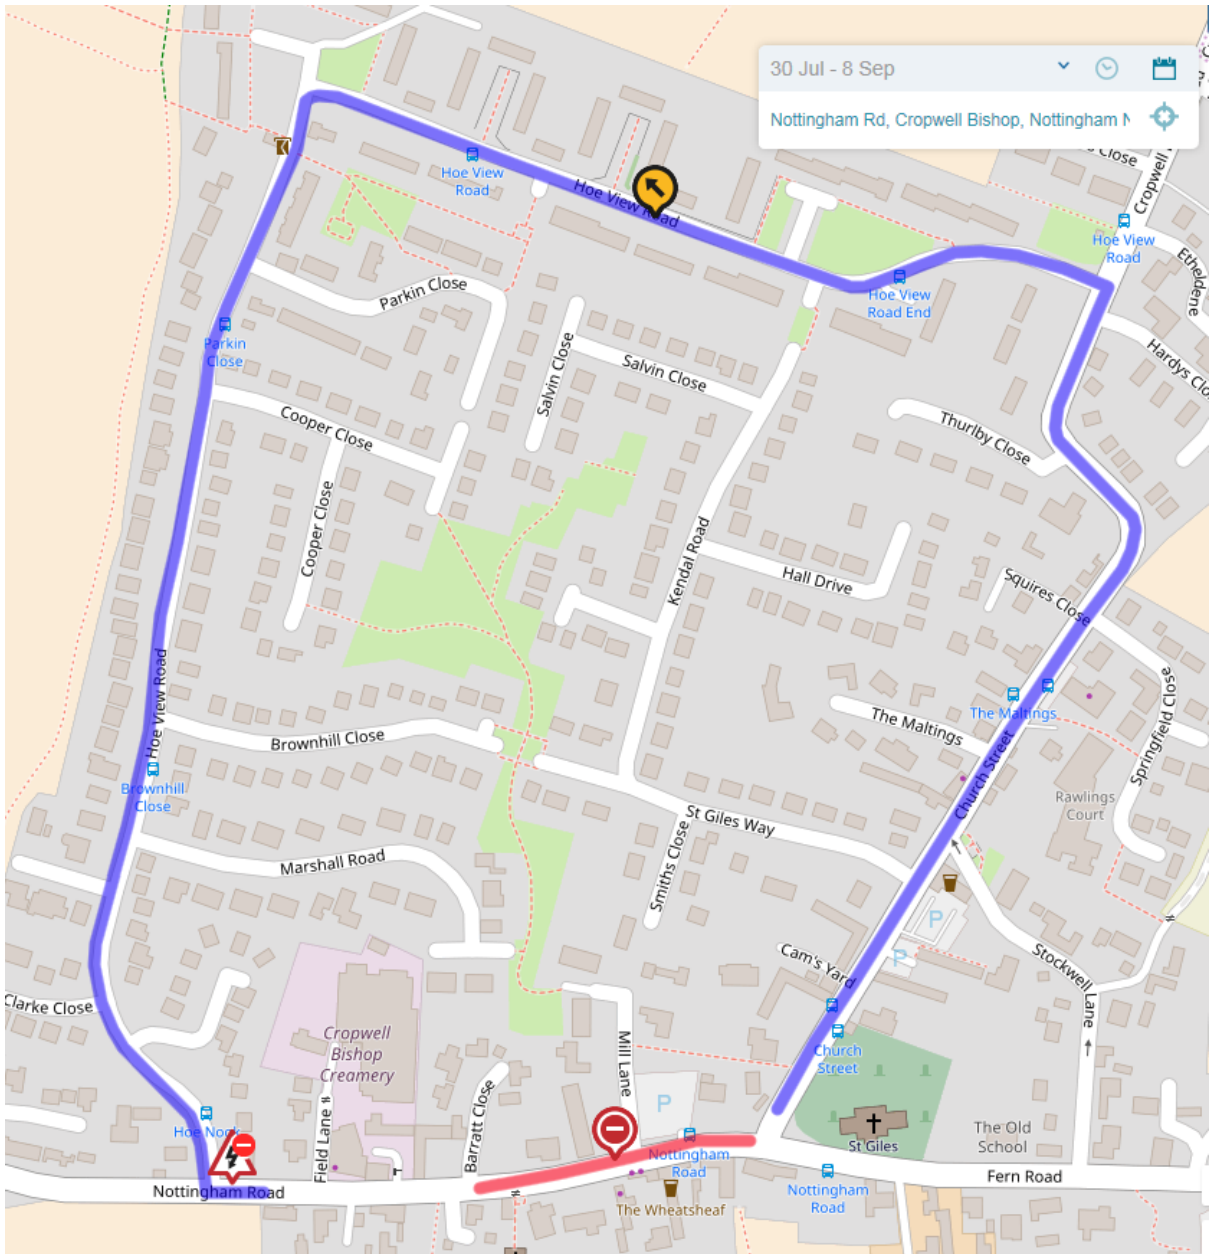 30 Jul - 8 Sep
Nottingham Rd, Cropwell Bishop, Nottingham N
Close
Cropwell
Hoe View
Road
Hoe View Road
Hoe View
Road
Etheldene
Hoe View
Road End
Parkin Close
Parkin
Close
Hardys Clo
Salvin Close
Salvin Close
Cooper Close
Thurlby Close
Cooper Close
Kendal Road
Hall Drive
Squires Close
Hoe View Road
The Maltings
The Maltings
Springfield Close
Brownhill Close
Brownhill
Close
Church Street
Rawlings
Court
St Giles Way
Marshall Road
Smiths Close
P
P
Cam's Yard
Stockwell Lane
Clarke Close
Cropwell
Bishop
Creamery
Mill Lane
Church
Street
P
Hoe Nook
Field Lane
Barratt Close
St Giles
The Old
School
Nottingham
Road
Fern Road
Nottingham Road
Nottingham
Road
The Wheatsheaf